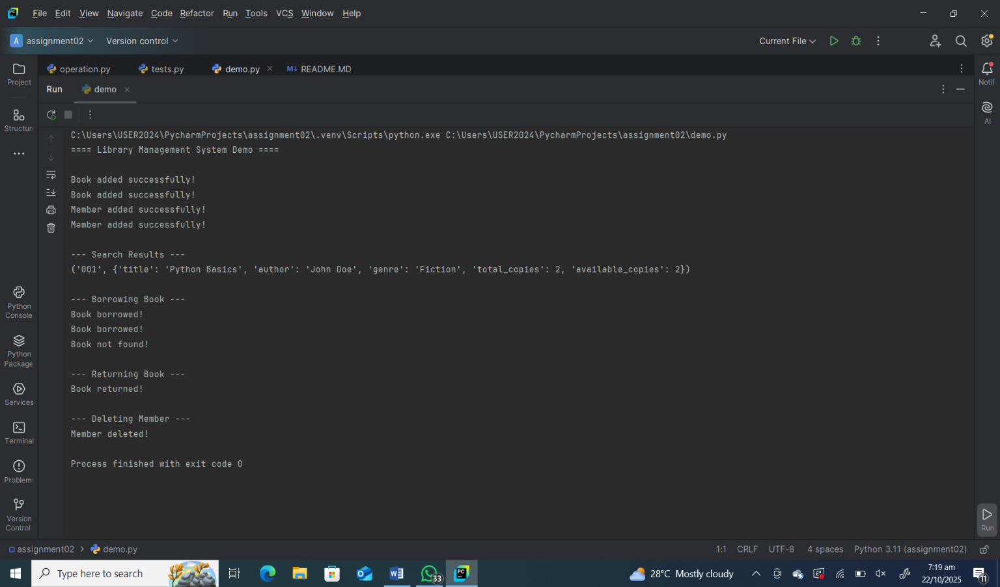 File Edit View Navigate Code Refactor Run Tools VCS Window Help
A assignment02 Version control Current File
operation.py tests.py demo.py README.MD
Project
Notif
Run demo
Structure
AI
C:\Users\USER2024\PycharmProjects\assignment02\.venv\Scripts\python.exe C:\Users\USER2024\PycharmProjects\assignment02\demo.py
==== Library Management System Demo ====
Book added successfully!
Book added successfully!
Member added successfully!
Member added successfully!
--- Search Results ---
('001', {'title': 'Python Basics', 'author': 'John Doe', 'genre': 'Fiction', 'total_copies': 2, 'available_copies': 2})
--- Borrowing Book ---
Book borrowed!
Book borrowed!
Book not found!
--- Returning Book ---
Book returned!
--- Deleting Member ---
Member deleted!
Process finished with exit code 0
Python
Console
Python
Package
Services
Terminal
Problem
Version
Control
Run
assignment02 > demo.py 1:1 CRLF UTF-8 4 spaces Python 3.11 (assignment02)
Type here to search 33 PC 28°C Mostly cloudy 7:19 am
22/10/2025 11